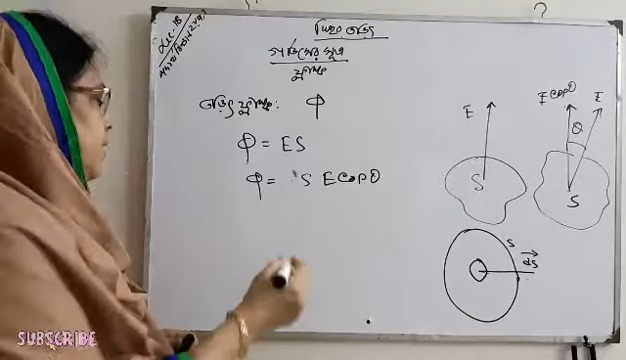 স্থির তড়িৎ
গাউসের সূত্র
ফ্লাক্স
তড়িৎ ফ্লাক্স: Φ
Φ = ES
Φ = S E cosθ
E
S
E cosθ E
θ
S
S
ds
SUBSCRIBE